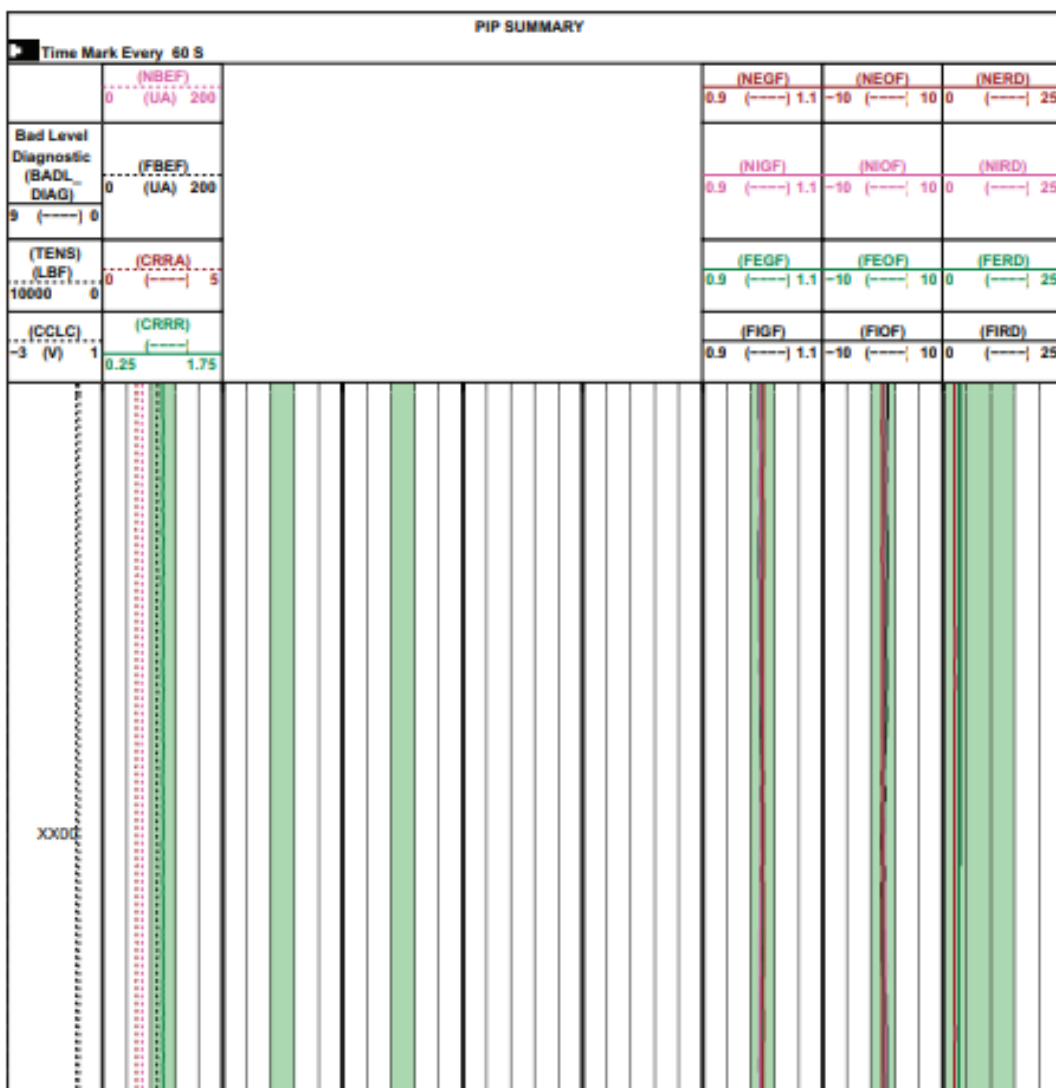 PIP SUMMARY
Time Mark Every 60 S
(NBEF)
0 (UA) 200
(NEGF)
0.9 (----) 1.1
(NEOF)
-10 (----) 10
(NERD)
0 (----) 25
Bad Level
Diagnostic
(BADL_
DIAG)
9 (----) 0
(FBEF)
0 (UA) 200
(NIGF)
0.9 (----) 1.1
(NIOF)
-10 (----) 10
(NIRD)
0 (----) 25
(TENS)
(LBF)
10000 0
(CRRA)
0 (----) 5
(FEGF)
0.9 (----) 1.1
(FEOF)
-10 (----) 10
(FERD)
0 (----) 25
(CCLC)
-3 (V) 1
(CRRR)
(----)
0.25 1.75
(FIGF)
0.9 (----) 1.1
(FIOF)
-10 (----) 10
(FIRD)
0 (----) 25
XX00